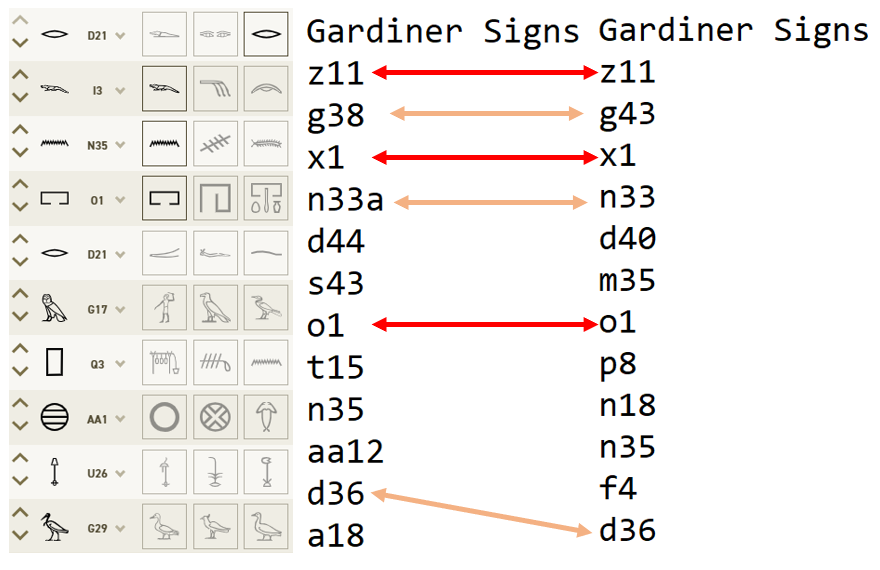 D21
I3
N35
O1
D21
G17
Q3
AA1
U26
G29
Gardiner Signs
z11
g38
x1
n33a
d44
s43
o1
t15
n35
aa12
d36
a18
Gardiner Signs
z11
g43
x1
n33
d40
m35
o1
p8
n18
n35
f4
d36